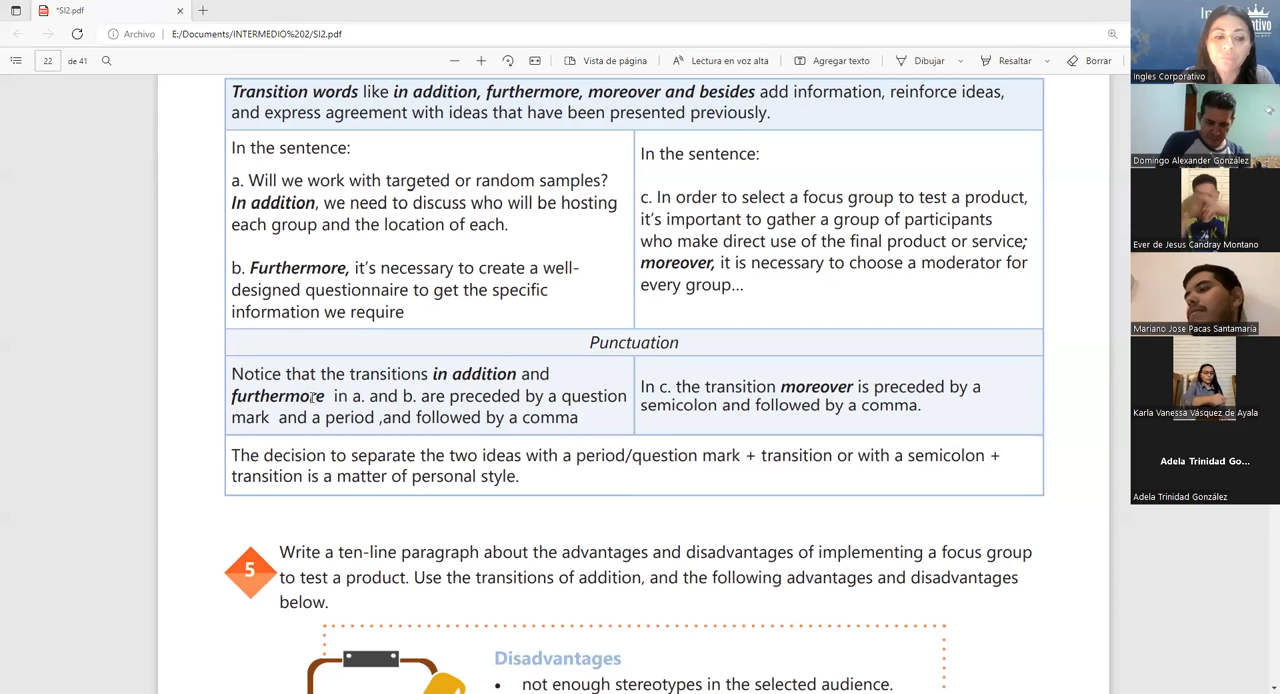 *SI2.pdf
Archivo
E:/Documents/INTERMEDIO%202/SI2.pdf
22
de 41
Vista de página
Lectura en voz alta
Agregar texto
Dibujar
Resaltar
Borrar
Transition words like in addition, furthermore, moreover and besides add information, reinforce ideas,
and express agreement with ideas that have been presented previously.
In the sentence:
a. Will we work with targeted or random samples?
In addition, we need to discuss who will be hosting
each group and the location of each.
b. Furthermore, it's necessary to create a well-
designed questionnaire to get the specific
information we require
In the sentence:
c. In order to select a focus group to test a product,
it's important to gather a group of participants
who make direct use of the final product or service;
moreover, it is necessary to choose a moderator for
every group...
Punctuation
Notice that the transitions in addition and
furthermore in a. and b. are preceded by a question
mark and a period ,and followed by a comma
In c. the transition moreover is preceded by a
semicolon and followed by a comma.
The decision to separate the two ideas with a period/question mark + transition or with a semicolon +
transition is a matter of personal style.
5
Write a ten-line paragraph about the advantages and disadvantages of implementing a focus group
to test a product. Use the transitions of addition, and the following advantages and disadvantages
below.
Disadvantages
• not enough stereotypes in the selected audience.
Ingles Corporativo
Domingo Alexander González
Ever de Jesus Candray Montano
Mariano Jose Pacas Santamaría
Karla Vanessa Vásquez de Ayala
Adela Trinidad Go...
Adela Trinidad González